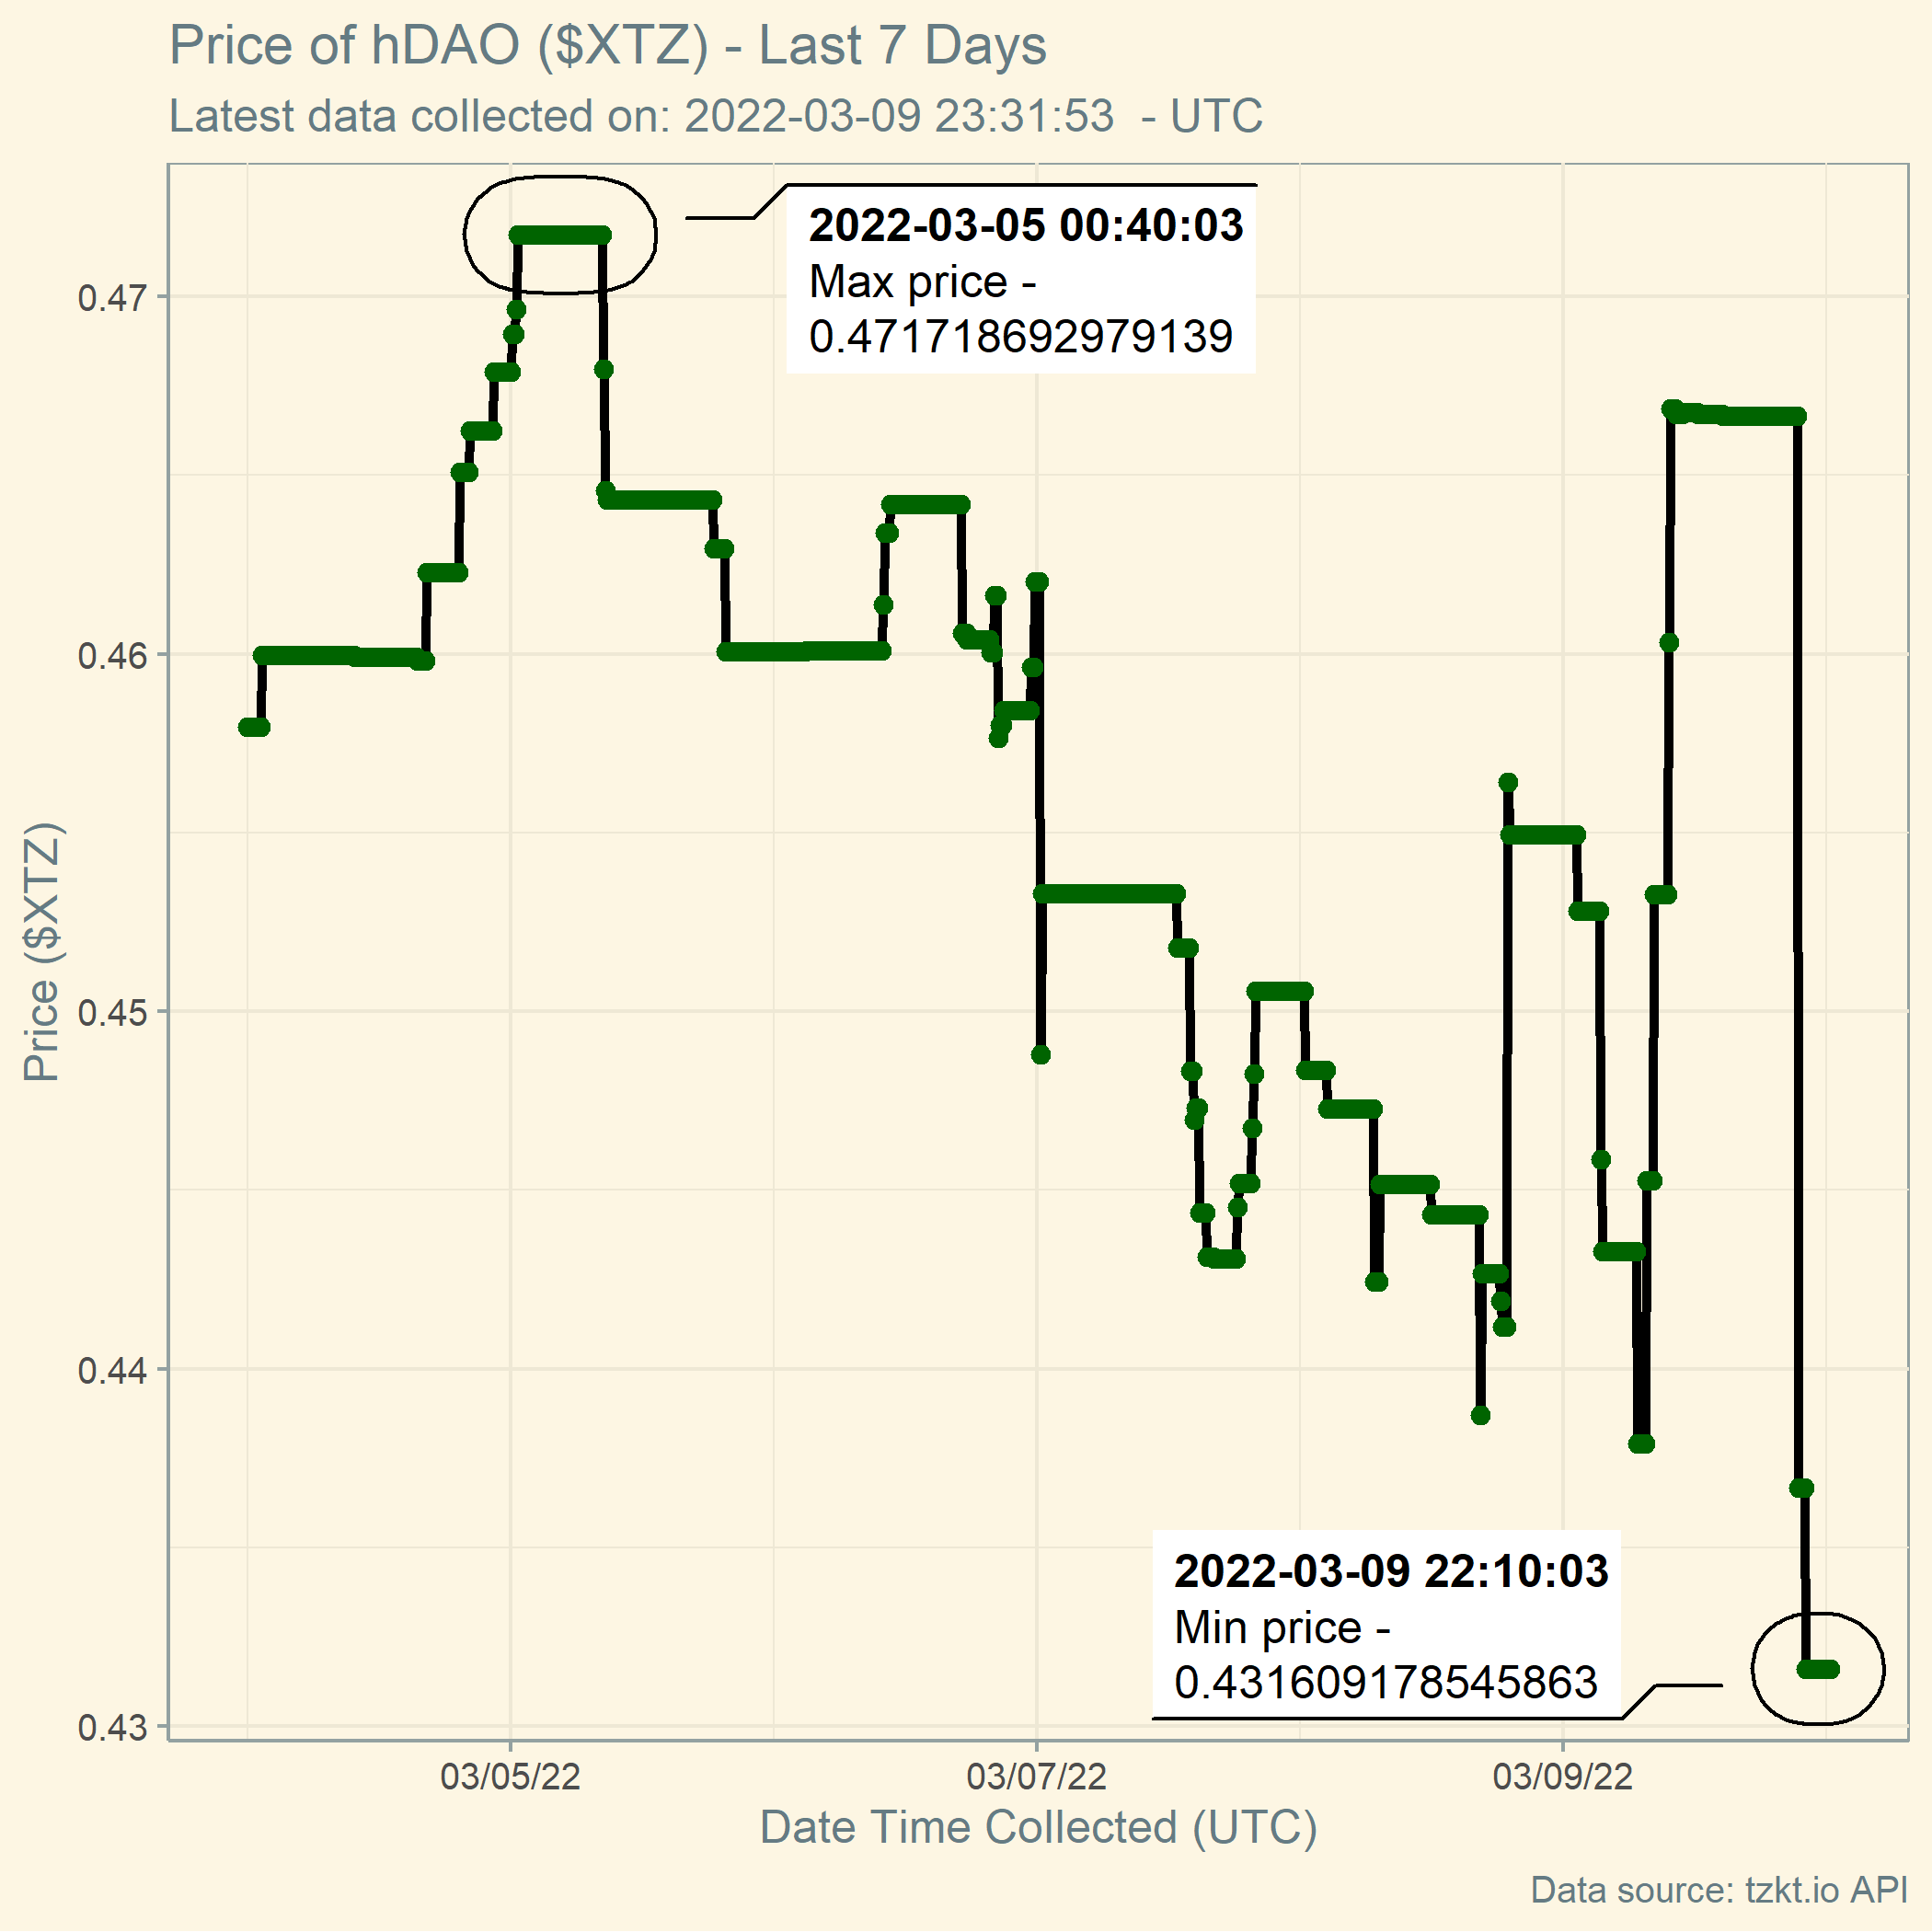 Price of hDAO ($XTZ) - Last 7 Days
Latest data collected on: 2022-03-09 23:31:53  - UTC
2022-03-05 00:40:03
Max price -
0.471718692979139
0.47
0.46
0.45
0.44
0.43
Price ($XTZ)
2022-03-09 22:10:03
Min price -
0.431609178545863
03/05/22
03/07/22
03/09/22
Date Time Collected (UTC)
Data source: tzkt.io API